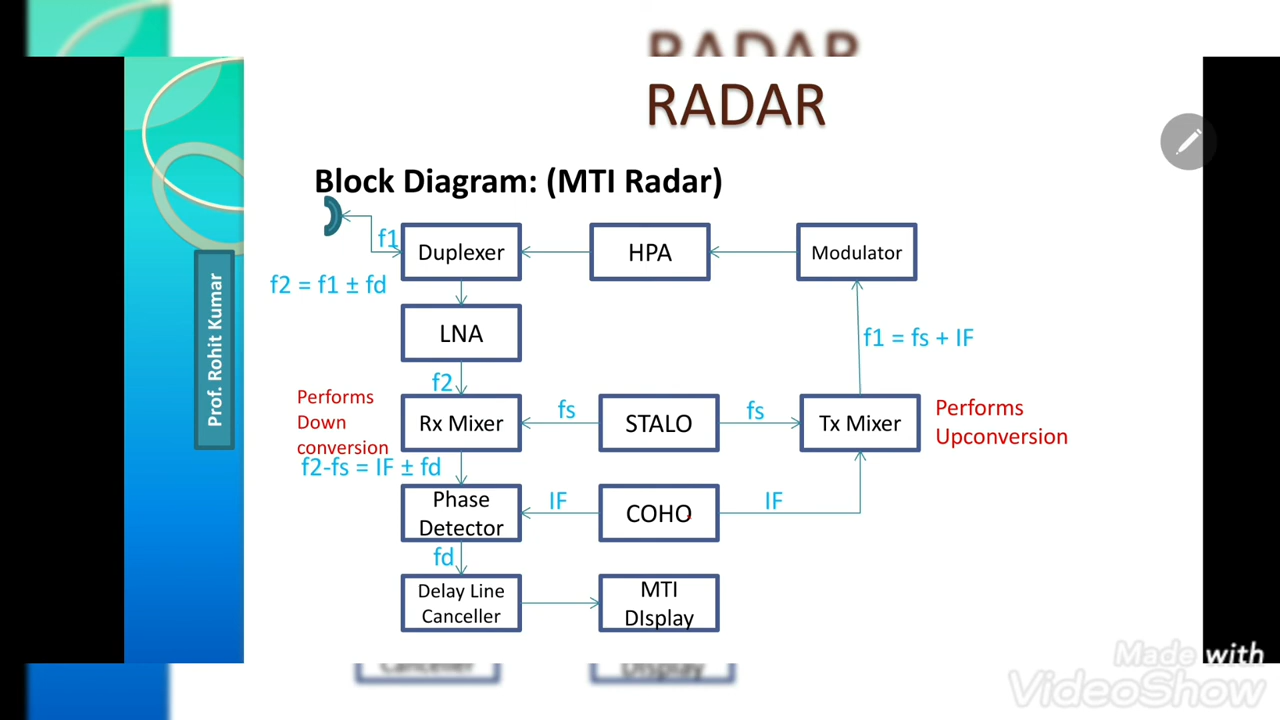 RADAR
RADAR
Block Diagram: (MTI Radar)
f1
Duplexer
HPA
Modulator
f2 = f1 ± fd
LNA
f1 = fs + IF
Prof. Rohit Kumar
f2
Performs
Down
conversion
Rx Mixer
fs
STALO
fs
Tx Mixer
Performs
Upconversion
f2-fs = IF ± fd
Phase
Detector
IF
COHO
IF
fd
Delay Line
Canceller
MTI
DIsplay
Canceller
Display
Made with
VideoShow